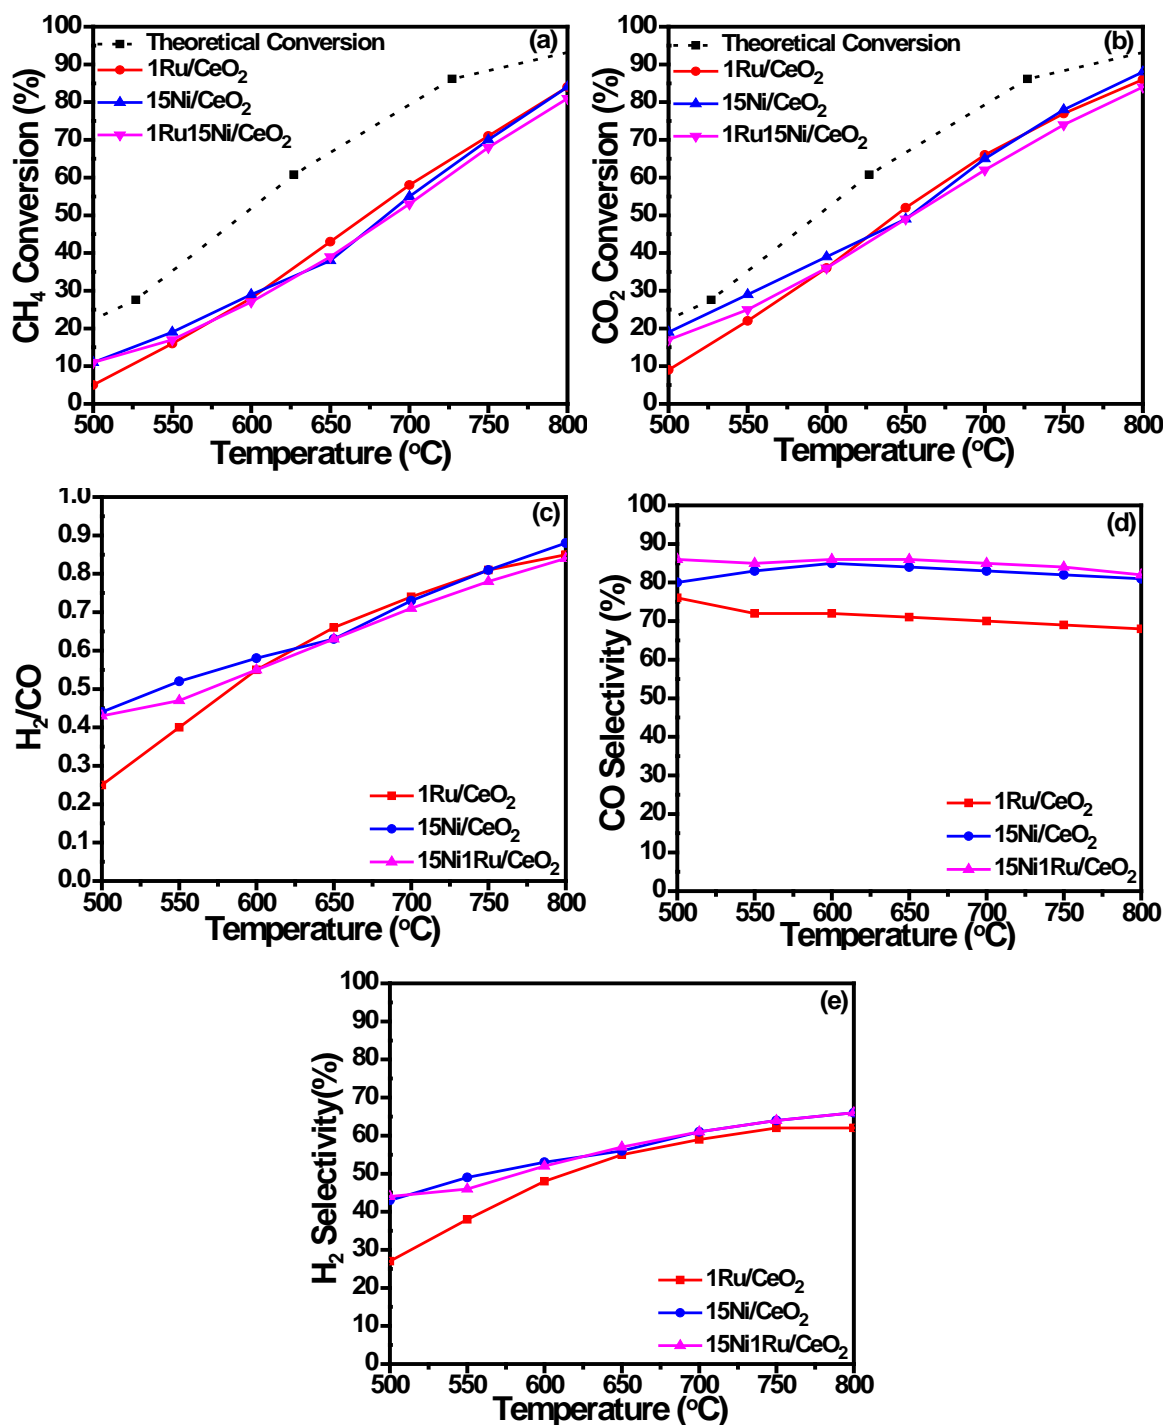 (a)
Theoretical Conversion
1Ru/CeO₂
15Ni/CeO₂
1Ru15Ni/CeO₂
CH₄ Conversion (%)
100
90
80
70
60
50
40
30
20
10
0
500 550 600 650 700 750 800
Temperature (°C)
(b)
Theoretical Conversion
1Ru/CeO₂
15Ni/CeO₂
1Ru15Ni/CeO₂
CO₂ Conversion (%)
100
90
80
70
60
50
40
30
20
10
0
500 550 600 650 700 750 800
Temperature (°C)
(c)
H₂/CO
1.0
0.9
0.8
0.7
0.6
0.5
0.4
0.3
0.2
0.1
0.0
1Ru/CeO₂
15Ni/CeO₂
15Ni1Ru/CeO₂
500 550 600 650 700 750 800
Temperature (°C)
(d)
CO Selectivity (%)
100
90
80
70
60
50
40
30
20
10
0
1Ru/CeO₂
15Ni/CeO₂
15Ni1Ru/CeO₂
500 550 600 650 700 750 800
Temperature (°C)
(e)
H₂ Selectivity(%)
100
90
80
70
60
50
40
30
20
10
0
1Ru/CeO₂
15Ni/CeO₂
15Ni1Ru/CeO₂
500 550 600 650 700 750 800
Temperature (°C)